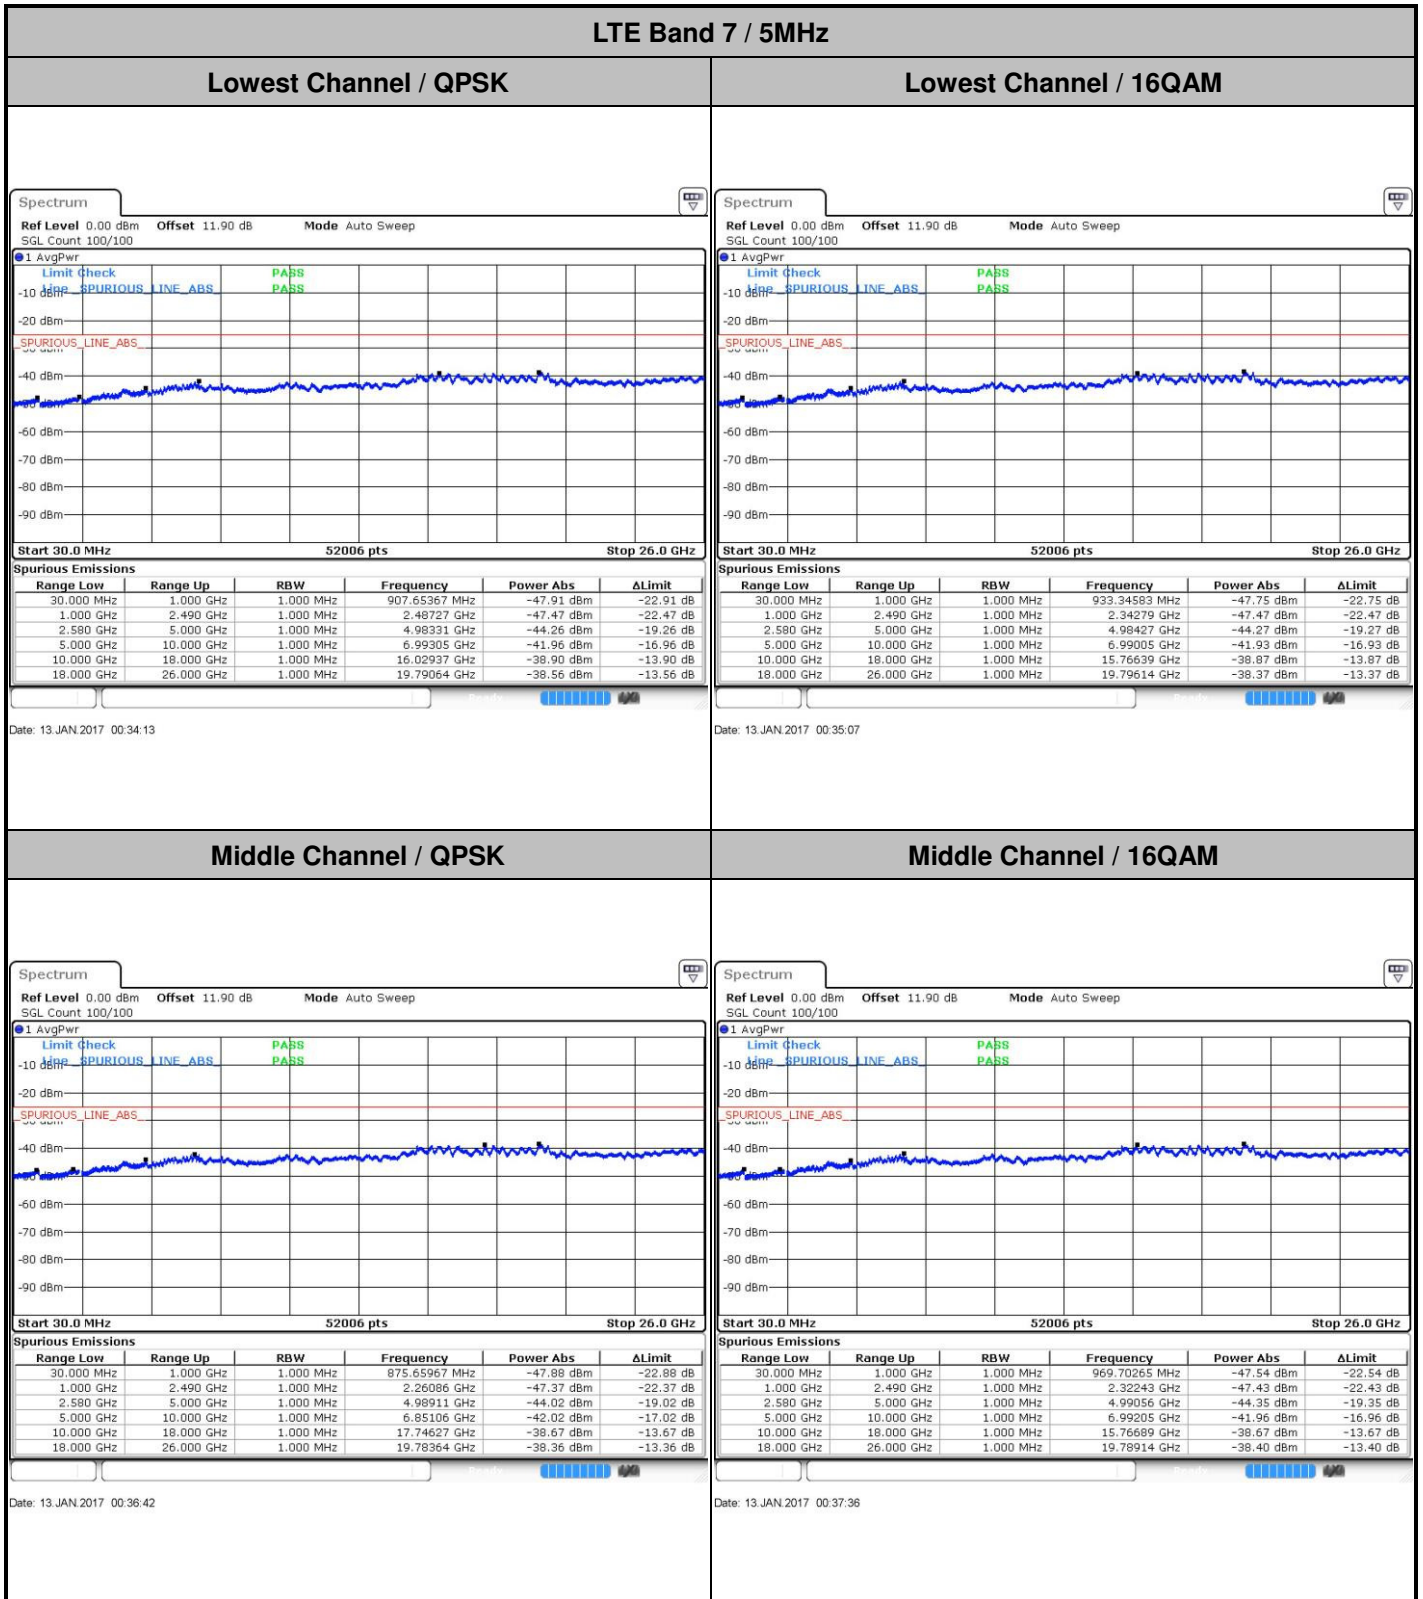 LTE Band 7 / 5MHz
Lowest Channel / QPSK
Lowest Channel / 16QAM
Spectrum
Ref Level 0.00 dBm Offset 11.90 dB Mode Auto Sweep
SGL Count 100/100
1 AvgPwr
Limit Check PASS
Line _SPURIOUS_LINE_ABS_ PASS
-10 dBm
-20 dBm
_SPURIOUS_LINE_ABS_
-30 dBm
-40 dBm
-60 dBm
-70 dBm
-80 dBm
-90 dBm
Start 30.0 MHz 52006 pts Stop 26.0 GHz
Spurious Emissions
Range Low Range Up RBW Frequency Power Abs ΔLimit
30.000 MHz 1.000 GHz 1.000 MHz 907.65367 MHz -47.91 dBm -22.91 dB
1.000 GHz 2.490 GHz 1.000 MHz 2.48727 GHz -47.47 dBm -22.47 dB
2.580 GHz 5.000 GHz 1.000 MHz 4.98331 GHz -44.26 dBm -19.26 dB
5.000 GHz 10.000 GHz 1.000 MHz 6.99305 GHz -41.96 dBm -16.96 dB
10.000 GHz 18.000 GHz 1.000 MHz 16.02937 GHz -38.90 dBm -13.90 dB
18.000 GHz 26.000 GHz 1.000 MHz 19.79064 GHz -38.56 dBm -13.56 dB
Date: 13.JAN.2017 00:34:13
Spectrum
Ref Level 0.00 dBm Offset 11.90 dB Mode Auto Sweep
SGL Count 100/100
1 AvgPwr
Limit Check PASS
Line _SPURIOUS_LINE_ABS_ PASS
-10 dBm
-20 dBm
_SPURIOUS_LINE_ABS_
-30 dBm
-40 dBm
-60 dBm
-70 dBm
-80 dBm
-90 dBm
Start 30.0 MHz 52006 pts Stop 26.0 GHz
Spurious Emissions
Range Low Range Up RBW Frequency Power Abs ΔLimit
30.000 MHz 1.000 GHz 1.000 MHz 933.34583 MHz -47.75 dBm -22.75 dB
1.000 GHz 2.490 GHz 1.000 MHz 2.34279 GHz -47.47 dBm -22.47 dB
2.580 GHz 5.000 GHz 1.000 MHz 4.98427 GHz -44.27 dBm -19.27 dB
5.000 GHz 10.000 GHz 1.000 MHz 6.99005 GHz -41.93 dBm -16.93 dB
10.000 GHz 18.000 GHz 1.000 MHz 15.76639 GHz -38.87 dBm -13.87 dB
18.000 GHz 26.000 GHz 1.000 MHz 19.79614 GHz -38.37 dBm -13.37 dB
Date: 13.JAN.2017 00:35:07
Middle Channel / QPSK
Middle Channel / 16QAM
Spectrum
Ref Level 0.00 dBm Offset 11.90 dB Mode Auto Sweep
SGL Count 100/100
1 AvgPwr
Limit Check PASS
Line _SPURIOUS_LINE_ABS_ PASS
-10 dBm
-20 dBm
_SPURIOUS_LINE_ABS_
-30 dBm
-40 dBm
-60 dBm
-70 dBm
-80 dBm
-90 dBm
Start 30.0 MHz 52006 pts Stop 26.0 GHz
Spurious Emissions
Range Low Range Up RBW Frequency Power Abs ΔLimit
30.000 MHz 1.000 GHz 1.000 MHz 875.65967 MHz -47.88 dBm -22.88 dB
1.000 GHz 2.490 GHz 1.000 MHz 2.26086 GHz -47.37 dBm -22.37 dB
2.580 GHz 5.000 GHz 1.000 MHz 4.98911 GHz -44.02 dBm -19.02 dB
5.000 GHz 10.000 GHz 1.000 MHz 6.85106 GHz -42.02 dBm -17.02 dB
10.000 GHz 18.000 GHz 1.000 MHz 17.74627 GHz -38.67 dBm -13.67 dB
18.000 GHz 26.000 GHz 1.000 MHz 19.78364 GHz -38.36 dBm -13.36 dB
Date: 13.JAN.2017 00:36:42
Spectrum
Ref Level 0.00 dBm Offset 11.90 dB Mode Auto Sweep
SGL Count 100/100
1 AvgPwr
Limit Check PASS
Line _SPURIOUS_LINE_ABS_ PASS
-10 dBm
-20 dBm
_SPURIOUS_LINE_ABS_
-30 dBm
-40 dBm
-60 dBm
-70 dBm
-80 dBm
-90 dBm
Start 30.0 MHz 52006 pts Stop 26.0 GHz
Spurious Emissions
Range Low Range Up RBW Frequency Power Abs ΔLimit
30.000 MHz 1.000 GHz 1.000 MHz 969.70265 MHz -47.54 dBm -22.54 dB
1.000 GHz 2.490 GHz 1.000 MHz 2.32243 GHz -47.43 dBm -22.43 dB
2.580 GHz 5.000 GHz 1.000 MHz 4.99056 GHz -44.35 dBm -19.35 dB
5.000 GHz 10.000 GHz 1.000 MHz 6.99205 GHz -41.96 dBm -16.96 dB
10.000 GHz 18.000 GHz 1.000 MHz 15.76689 GHz -38.67 dBm -13.67 dB
18.000 GHz 26.000 GHz 1.000 MHz 19.78914 GHz -38.40 dBm -13.40 dB
Date: 13.JAN.2017 00:37:36